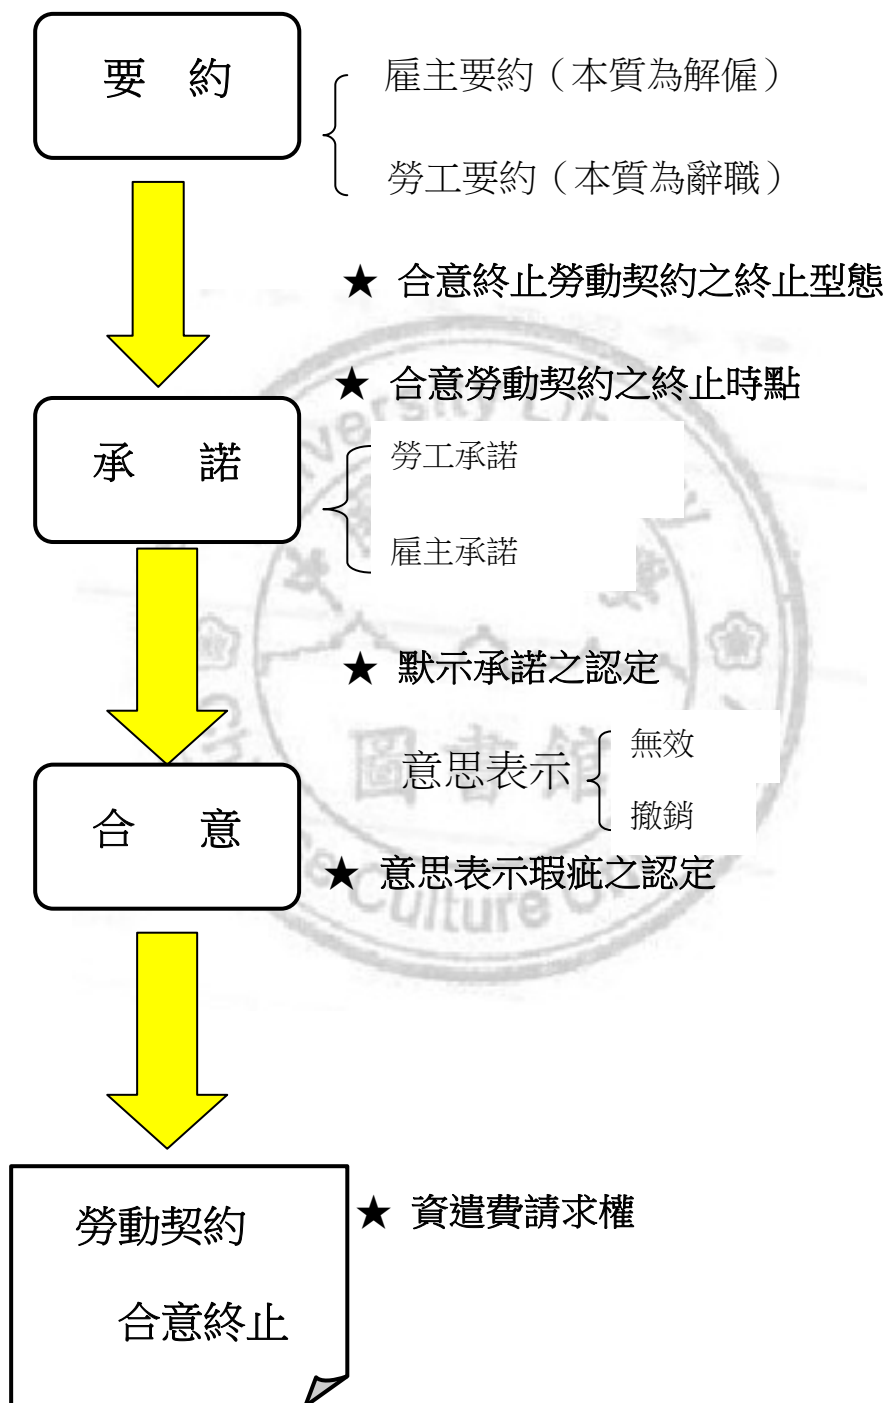 要 約
雇主要約（本質為解僱）
勞工要約（本質為辭職）
★ 合意終止勞動契約之終止型態
★ 合意勞動契約之終止時點
承 諾
勞工承諾
雇主承諾
★ 默示承諾之認定
意思表示
無效
撤銷
合 意
★ 意思表示瑕疵之認定
圖書館
Culture
勞動契約
合意終止
★ 資遣費請求權